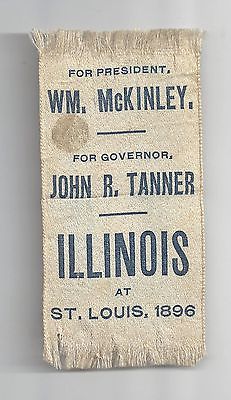 FOR PRESIDENT,
WM. McKINLEY.
FOR GOVERNOR,
JOHN R. TANNER
ILLINOIS
AT
ST. LOUIS, 1896